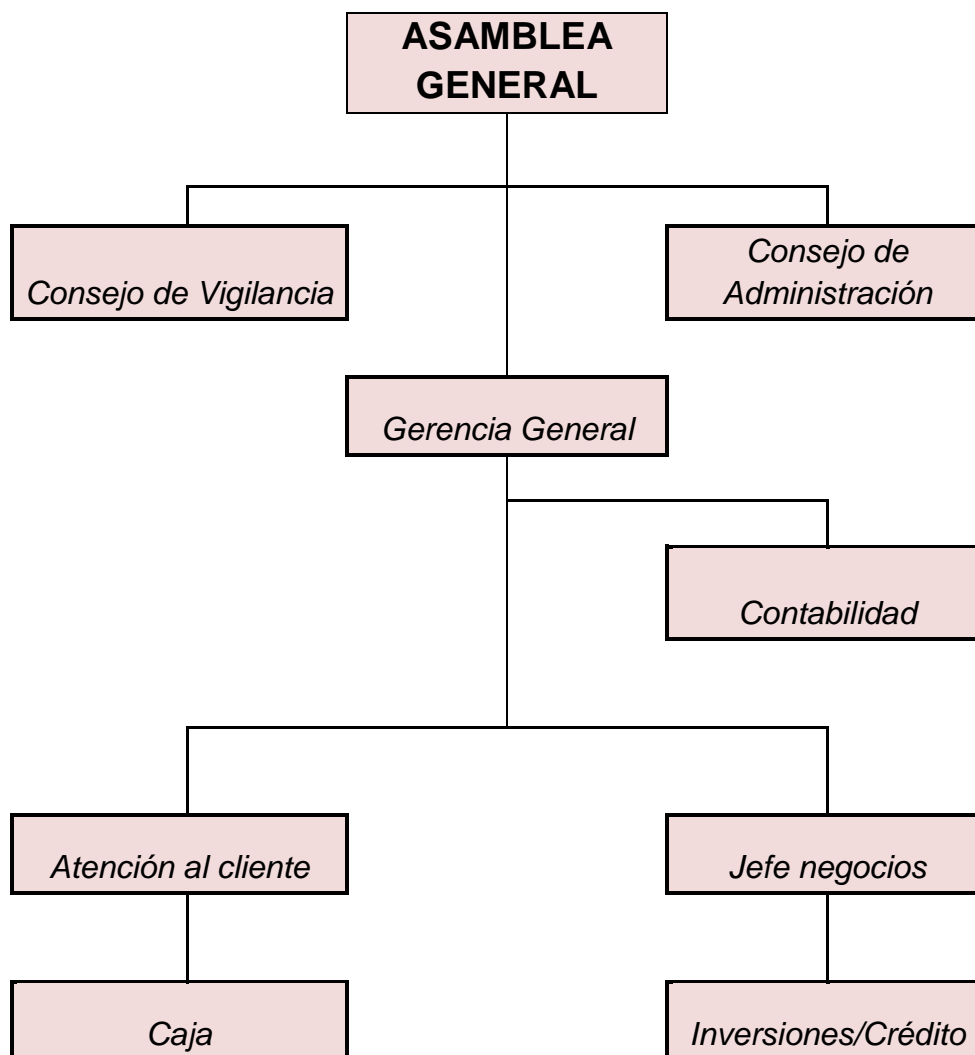 ASAMBLEA
GENERAL
Consejo de Vigilancia
Consejo de
Administración
Gerencia General
Contabilidad
Atención al cliente
Jefe negocios
Caja
Inversiones/Crédito